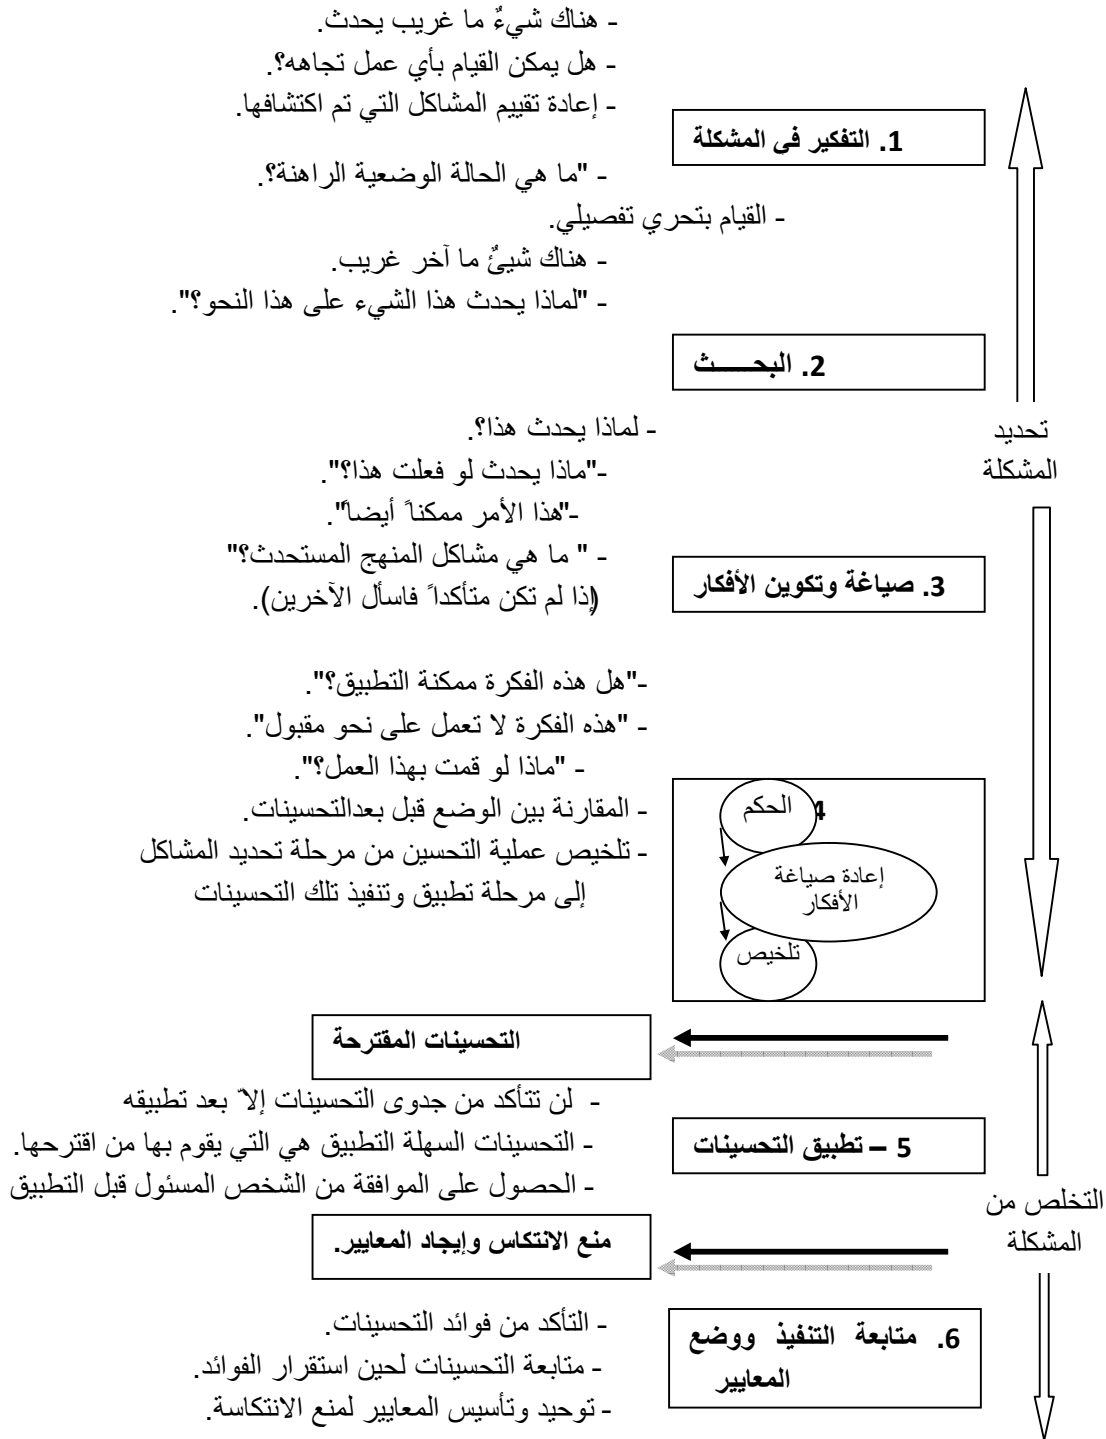 - هناك شيءٌ ما غريب يحدث.
- هل يمكن القيام بأي عمل تجاهه؟.
- إعادة تقييم المشاكل التي تم اكتشافها.
1. التفكير في المشكلة
- "ما هي الحالة الوضعية الراهنة؟.
- القيام بتحري تفصيلي.
- هناك شيئٌ ما آخر غريب.
- "لماذا يحدث هذا الشيء على هذا النحو؟".
2. البحــــــث
تحديد
المشكلة
- لماذا يحدث هذا؟.
-"ماذا يحدث لو فعلت هذا؟".
-"هذا الأمر ممكناً أيضاً".
- " ما هي مشاكل المنهج المستحدث؟"
(إذا لم تكن متأكداً فاسأل الآخرين).
3. صياغة وتكوين الأفكار
-"هل هذه الفكرة ممكنة التطبيق؟".
- "هذه الفكرة لا تعمل على نحو مقبول".
- "ماذا لو قمت بهذا العمل؟".
- المقارنة بين الوضع قبل بعدالتحسينات.
- تلخيص عملية التحسين من مرحلة تحديد المشاكل
إلى مرحلة تطبيق وتنفيذ تلك التحسينات
4
الحكم
إعادة صياغة
الأفكار
تلخيص
التحسينات المقترحة
- لن تتأكد من جدوى التحسينات إلاّ بعد تطبيقه
- التحسينات السهلة التطبيق هي التي يقوم بها من اقترحها.
- الحصول على الموافقة من الشخص المسئول قبل التطبيق
5 – تطبيق التحسينات
التخلص من
المشكلة
منع الانتكاس وإيجاد المعايير.
6. متابعة التنفيذ ووضع
المعايير
- التأكد من فوائد التحسينات.
- متابعة التحسينات لحين استقرار الفوائد.
- توحيد وتأسيس المعايير لمنع الانتكاسة.